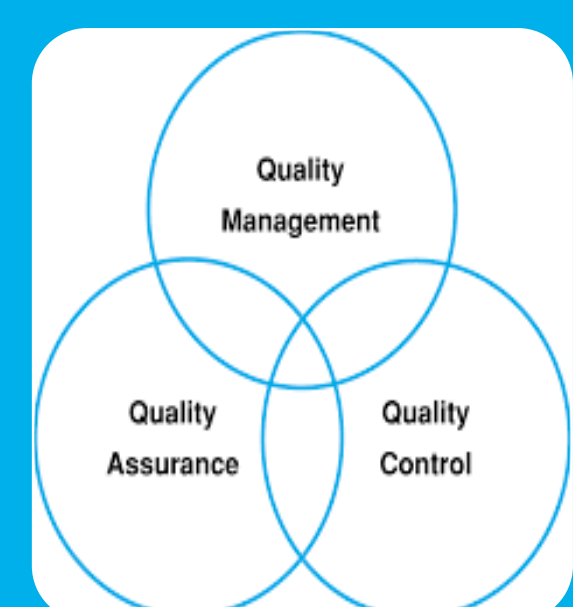 Quality
Management
Quality
Assurance
Quality
Control